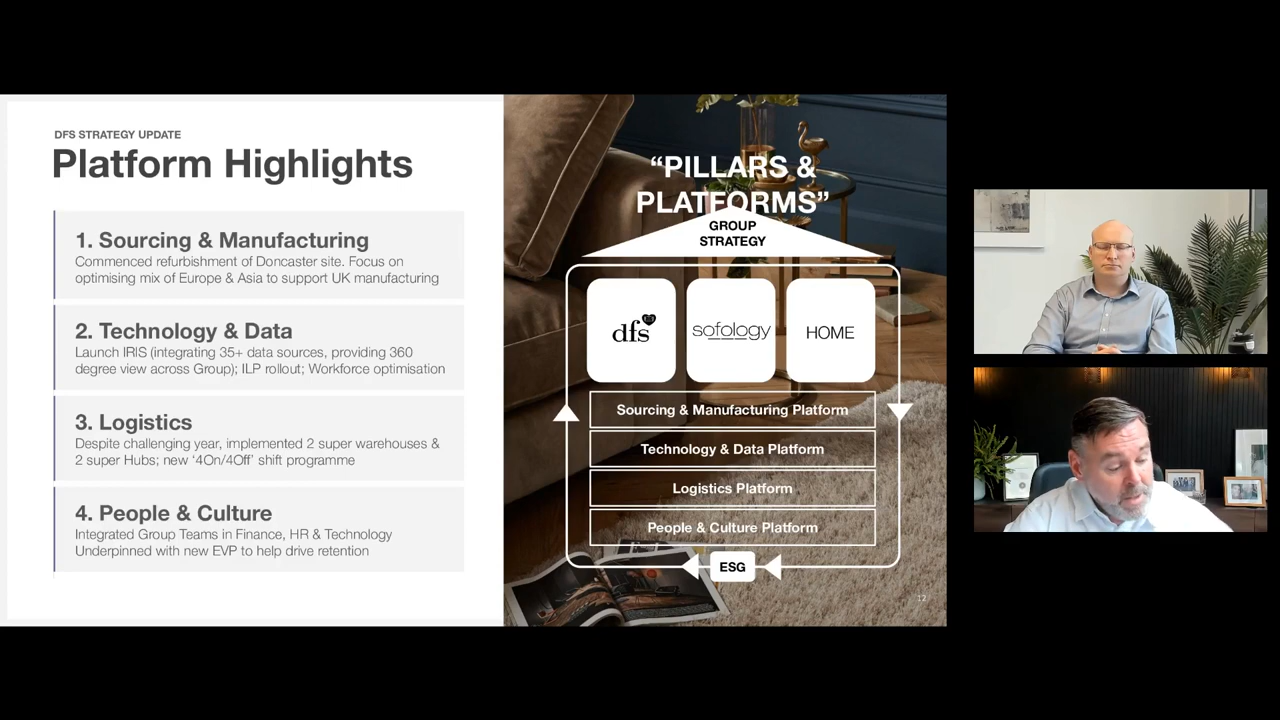 DFS STRATEGY UPDATE
Platform Highlights
1. Sourcing & Manufacturing
Commenced refurbishment of Doncaster site. Focus on
optimising mix of Europe & Asia to support UK manufacturing
2. Technology & Data
Launch IRIS (integrating 35+ data sources, providing 360
degree view across Group); ILP rollout; Workforce optimisation
3. Logistics
Despite challenging year, implemented 2 super warehouses &
2 super Hubs; new ‘4On/4Off’ shift programme
4. People & Culture
Integrated Group Teams in Finance, HR & Technology
Underpinned with new EVP to help drive retention
“PILLARS &
PLATFORMS”
GROUP
STRATEGY
dfs
sofology
HOME
Sourcing & Manufacturing Platform
Technology & Data Platform
Logistics Platform
People & Culture Platform
ESG
12